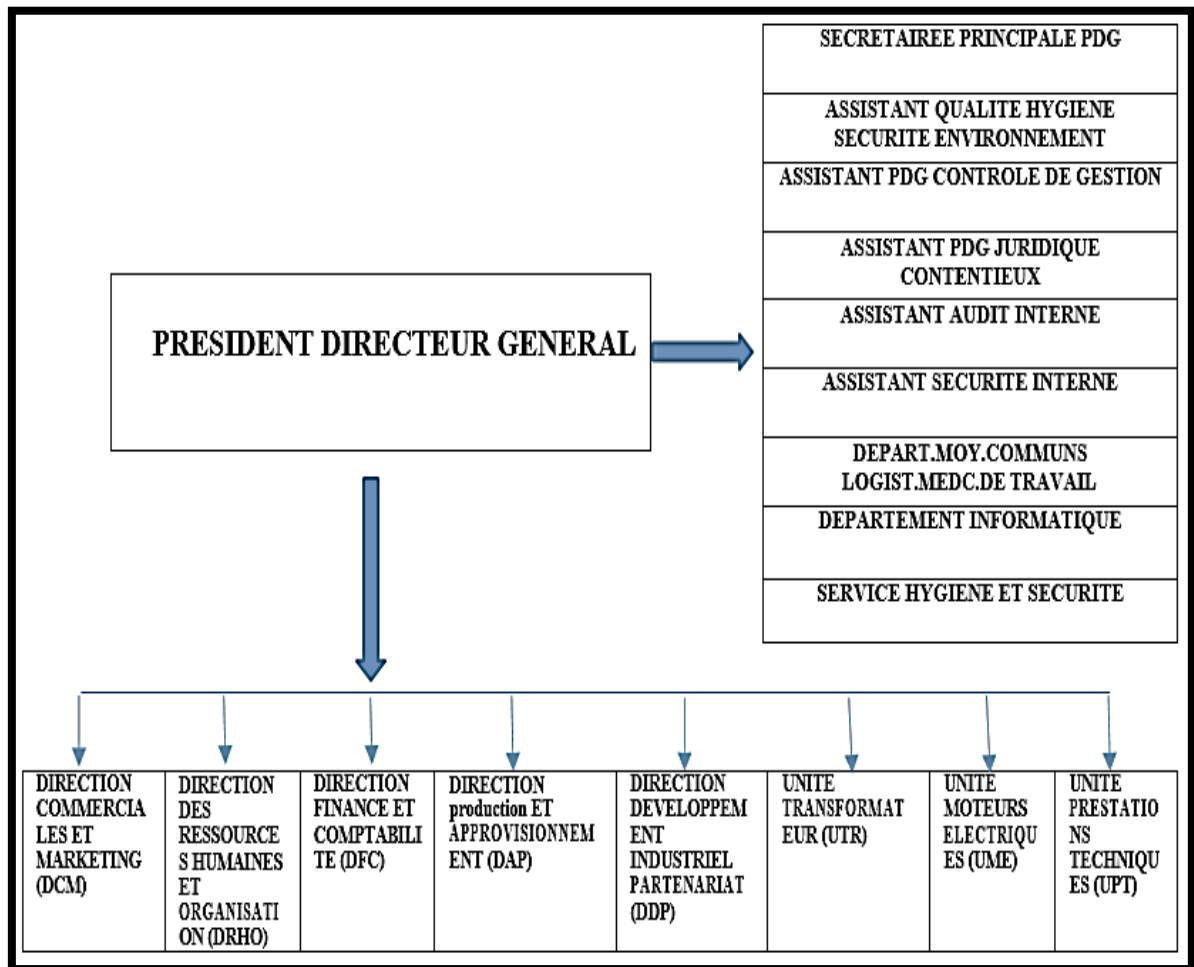 SECRETAIREE PRINCIPALE PDG
ASSISTANT QUALITE HYGIENE
SECURITE ENVIRONNEMENT
ASSISTANT PDG CONTROLE DE GESTION
ASSISTANT PDG JURIDIQUE
CONTENTIEUX
ASSISTANT AUDIT INTERNE
ASSISTANT SECURITE INTERNE
DEPART.MOY.COMMUNS
LOGIST.MEDC.DE TRAVAIL
DEPARTEMENT INFORMATIQUE
SERVICE HYGIENE ET SECURITE
PRESIDENT DIRECTEUR GENERAL
DIRECTION
COMMERCIA
LES ET
MARKETING
(DCM)
DIRECTION
DES
RESSOURCE
S HUMAINES
ET
ORGANISATI
ON (DRHO)
DIRECTION
FINANCE ET
COMPTABILI
TE (DFC)
DIRECTION
production ET
APPROVISIONNEM
ENT (DAP)
DIRECTION
DEVELOPPEM
ENT
INDUSTRIEL
PARTENARIAT
(DDP)
UNITE
TRANSFORMAT
EUR (UTR)
UNITE
MOTEURS
ELECTRIQU
ES (UME)
UNITE
PRESTATIO
NS
TECHNIQU
ES (UPT)